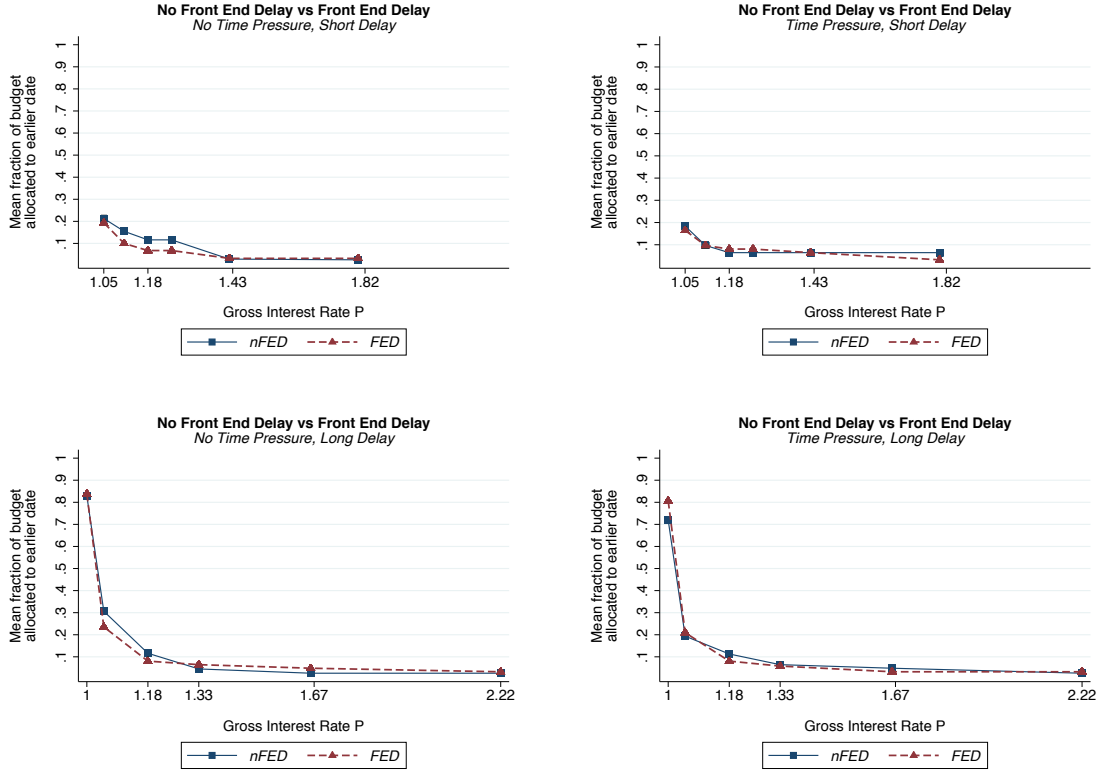 No Front End Delay vs Front End Delay
No Time Pressure, Short Delay
Mean fraction of budget
allocated to earlier date
1
.9
.8
.7
.6
.5
.4
.3
.2
.1
1.05 1.18 1.43 1.82
Gross Interest Rate P
nFED FED
No Front End Delay vs Front End Delay
Time Pressure, Short Delay
Mean fraction of budget
allocated to earlier date
1
.9
.8
.7
.6
.5
.4
.3
.2
.1
1.05 1.18 1.43 1.82
Gross Interest Rate P
nFED FED
No Front End Delay vs Front End Delay
No Time Pressure, Long Delay
Mean fraction of budget
allocated to earlier date
1
.9
.8
.7
.6
.5
.4
.3
.2
.1
1 1.18 1.33 1.67 2.22
Gross Interest Rate P
nFED FED
No Front End Delay vs Front End Delay
Time Pressure, Long Delay
Mean fraction of budget
allocated to earlier date
1
.9
.8
.7
.6
.5
.4
.3
.2
.1
1 1.18 1.33 1.67 2.22
Gross Interest Rate P
nFED FED